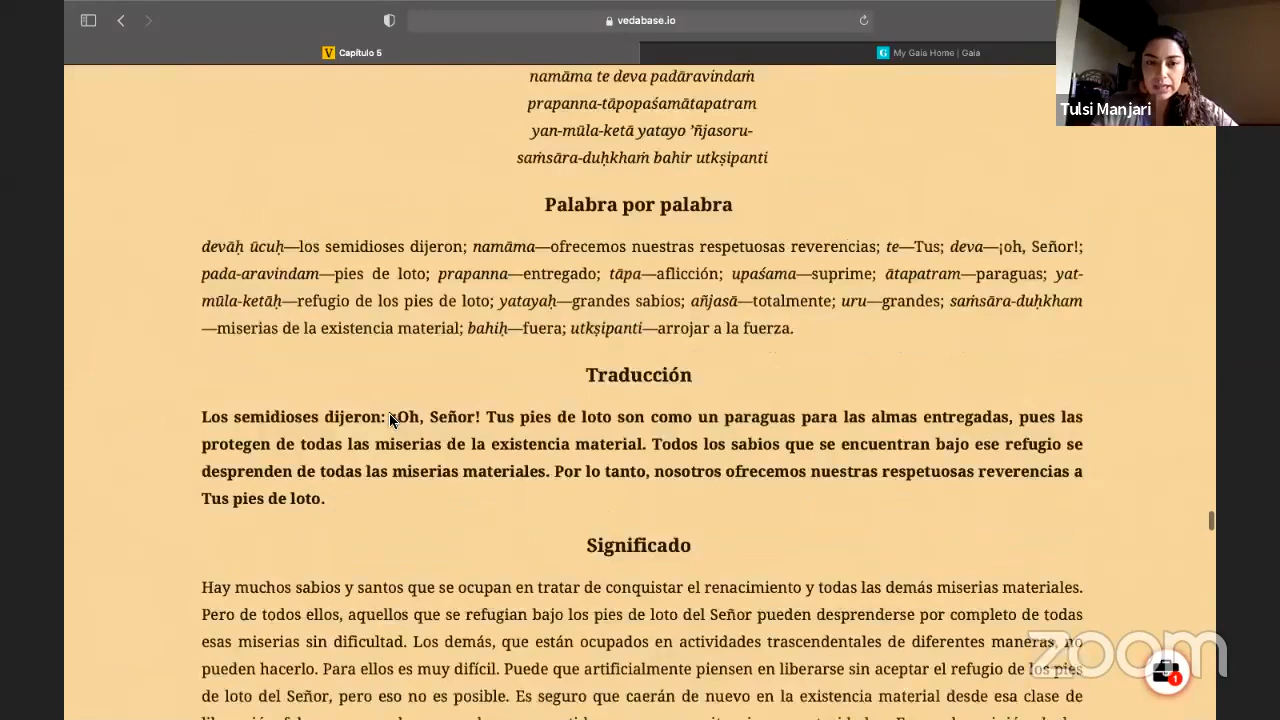 vedabase.io
Capítulo 5
My Gaia Home | Gaia
Tulsi Manjari
namāma te deva padāravindaṁ
prapanna-tāpopaśamātapatram
yan-mūla-ketā yatayo ’ñjasoru-
saṁsāra-duḥkhaṁ bahir utkṣipanti
Palabra por palabra
devāḥ ūcuḥ—los semidioses dijeron; namāma—ofrecemos nuestras respetuosas reverencias; te—Tus; deva—¡oh, Señor!;
pada-aravindam—pies de loto; prapanna—entregado; tāpa—aflicción; upaśama—suprime; ātapatram—paraguas; yat-
mūla-ketāḥ—refugio de los pies de loto; yatayaḥ—grandes sabios; añjasā—totalmente; uru—grandes; saṁsāra-duḥkham
—miserias de la existencia material; bahiḥ—fuera; utkṣipanti—arrojar a la fuerza.
Traducción
Los semidioses dijeron: ¡Oh, Señor! Tus pies de loto son como un paraguas para las almas entregadas, pues las
protegen de todas las miserias de la existencia material. Todos los sabios que se encuentran bajo ese refugio se
desprenden de todas las miserias materiales. Por lo tanto, nosotros ofrecemos nuestras respetuosas reverencias a
Tus pies de loto.
Significado
Hay muchos sabios y santos que se ocupan en tratar de conquistar el renacimiento y todas las demás miserias materiales.
Pero de todos ellos, aquellos que se refugian bajo los pies de loto del Señor pueden desprenderse por completo de todas
esas miserias sin dificultad. Los demás, que están ocupados en actividades trascendentales de diferentes maneras, no
pueden hacerlo. Para ellos es muy difícil. Puede que artificialmente piensen en liberarse sin aceptar el refugio de los pies
de loto del Señor, pero eso no es posible. Es seguro que caerán de nuevo en la existencia material desde esa clase de
zoom
1